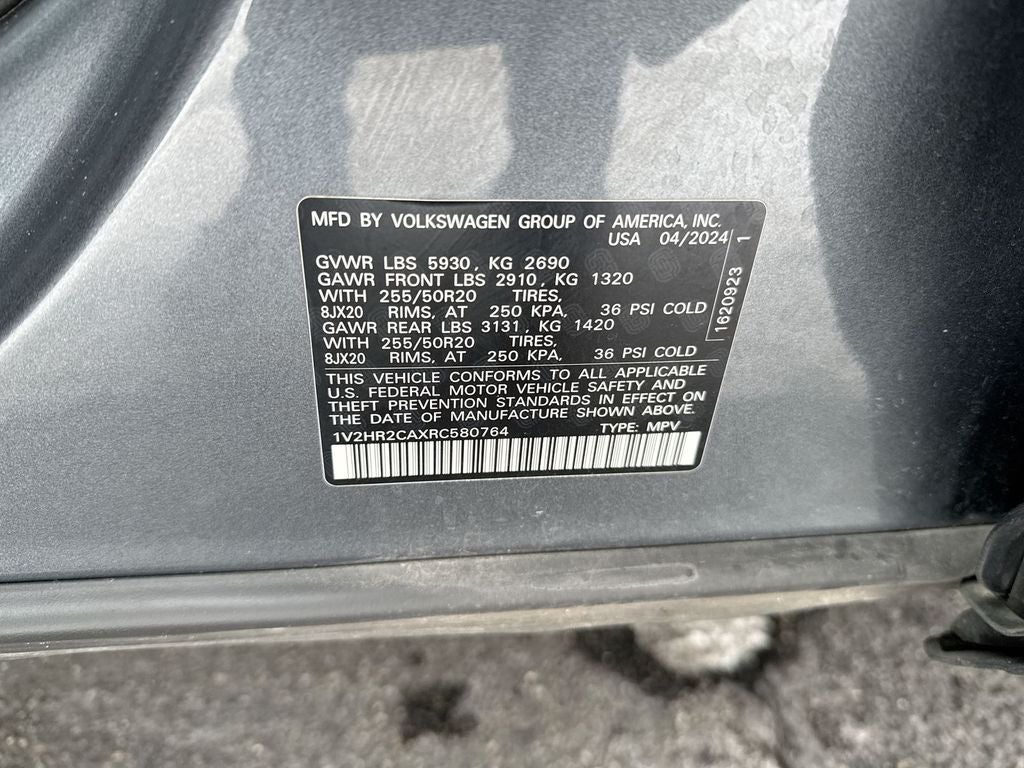 MFD BY VOLKSWAGEN GROUP OF AMERICA, INC.
USA 04/2024
GVWR LBS 5930, KG 2690
GAWR FRONT LBS 2910, KG 1320
WITH 255/50R20 TIRES,
8JX20 RIMS, AT 250 KPA, 36 PSI COLD
GAWR REAR LBS 3131, KG 1420
WITH 255/50R20 TIRES,
8JX20 RIMS, AT 250 KPA, 36 PSI COLD
1620923 1
THIS VEHICLE CONFORMS TO ALL APPLICABLE
U.S. FEDERAL MOTOR VEHICLE SAFETY AND
THEFT PREVENTION STANDARDS IN EFFECT ON
THE DATE OF MANUFACTURE SHOWN ABOVE.
1V2HR2CAXRC580764 TYPE: MPV